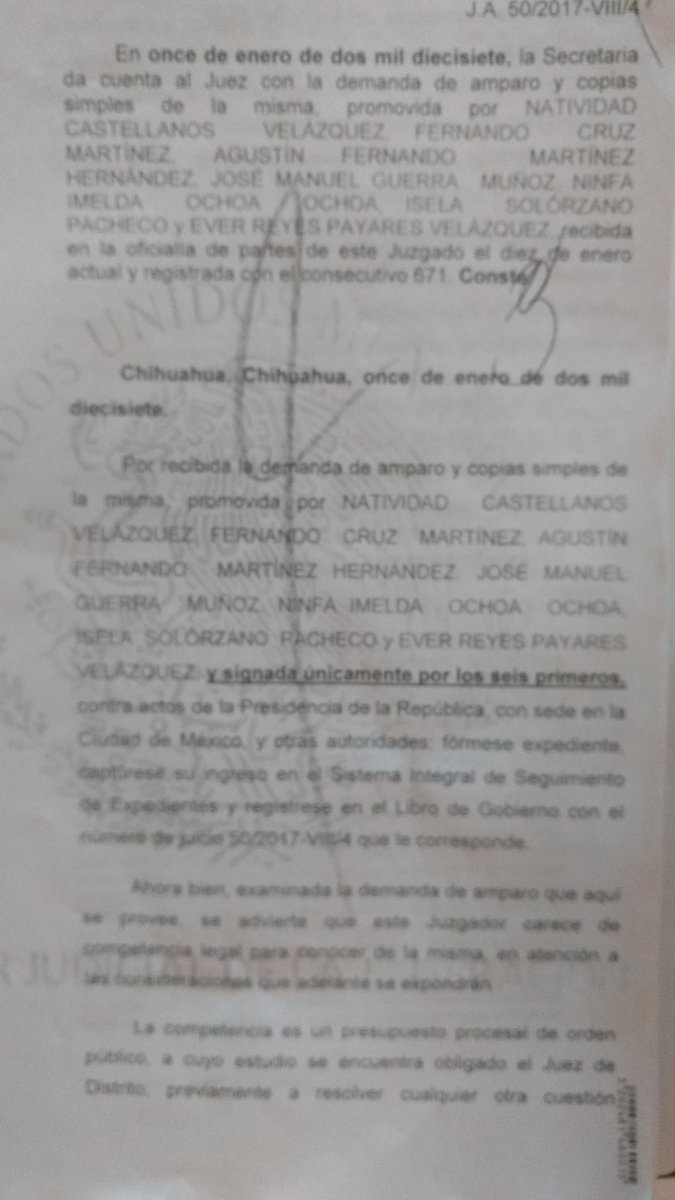 J.A. 50/2017-VIII/4
En once de enero de dos mil diecisiete, la Secretaria
da cuenta al Juez con la demanda de amparo y copias
simples de la misma, promovida por NATIVIDAD
CASTELLANOS VELÁZQUEZ, FERNANDO CRUZ
MARTÍNEZ, AGUSTÍN FERNANDO MARTÍNEZ
HERNÁNDEZ, JOSÉ MANUEL GUERRA MUÑOZ, NINFA
IMELDA OCHOA OCHOA, ISELA SOLÓRZANO
PACHECO y EVER REYES PAYARES VELÁZQUEZ, recibida
en la oficialía de partes de este Juzgado el diez de enero
actual y registrada con el consecutivo 671. Conste.
Chihuahua, Chihuahua, once de enero de dos mil
diecisiete.
Por recibida la demanda de amparo y copias simples de
la misma, promovida por NATIVIDAD CASTELLANOS
VELÁZQUEZ, FERNANDO CRUZ MARTÍNEZ, AGUSTÍN
FERNANDO MARTÍNEZ HERNÁNDEZ, JOSÉ MANUEL
GUERRA MUÑOZ, NINFA IMELDA OCHOA OCHOA,
ISELA SOLÓRZANO PACHECO y EVER REYES PAYARES
VELÁZQUEZ, y signada únicamente por los seis primeros,
contra actos de la Presidencia de la República, con sede en la
Ciudad de México, y otras autoridades; fórmese expediente,
captúrese su ingreso en el Sistema Integral de Seguimiento
de Expedientes y regístrese en el Libro de Gobierno con el
número de juicio 50/2017-VIII/4 que le corresponde.
Ahora bien, examinada la demanda de amparo que aquí
se provee, se advierte que este Juzgador carece de
competencia legal para conocer de la misma, en atención a
las consideraciones que adelante se expondrán.
La competencia es un presupuesto procesal de orden
público, a cuyo estudio se encuentra obligado el Juez de
Distrito, previamente a resolver cualquier otra cuestión